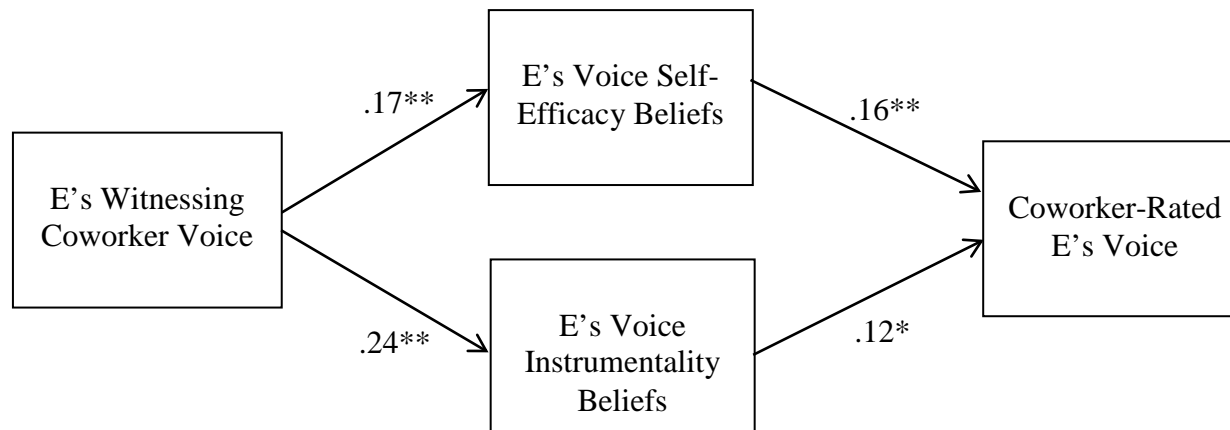 E’s Witnessing
Coworker Voice
.17**
.24**
E’s Voice Self-
Efficacy Beliefs
E’s Voice
Instrumentality
Beliefs
.16**
.12*
Coworker-Rated
E’s Voice